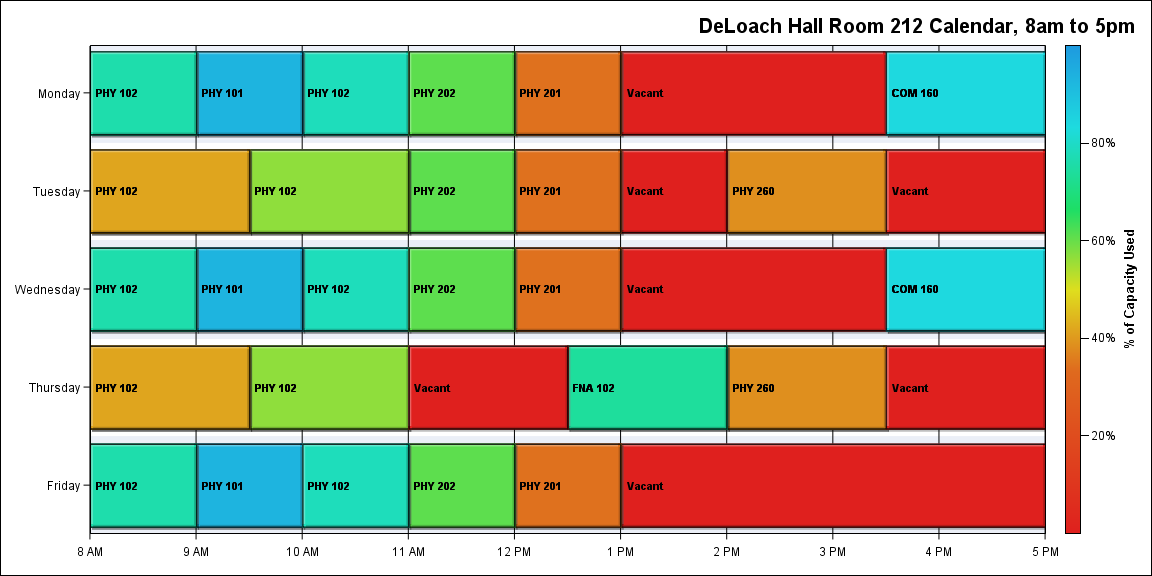 DeLoach Hall Room 212 Calendar, 8am to 5pm
Monday
PHY 102
PHY 101
PHY 102
PHY 202
PHY 201
Vacant
COM 160
Tuesday
PHY 102
PHY 102
PHY 202
PHY 201
Vacant
PHY 260
Vacant
Wednesday
PHY 102
PHY 101
PHY 102
PHY 202
PHY 201
Vacant
COM 160
Thursday
PHY 102
PHY 102
Vacant
FNA 102
PHY 260
Vacant
Friday
PHY 102
PHY 101
PHY 102
PHY 202
PHY 201
Vacant
8 AM
9 AM
10 AM
11 AM
12 PM
1 PM
2 PM
3 PM
4 PM
5 PM
80%
60%
40%
20%
% of Capacity Used